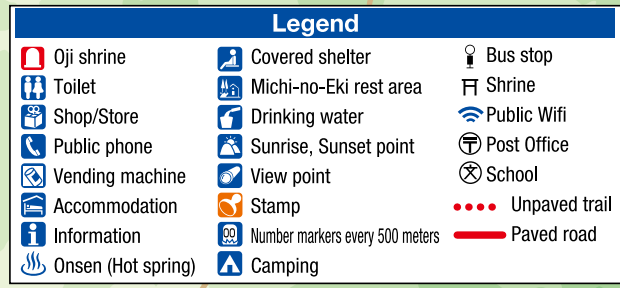 Legend
Oji shrine
Toilet
Shop/Store
Public phone
Vending machine
Accommodation
Information
Onsen (Hot spring)
Covered shelter
Michi-no-Eki rest area
Drinking water
Sunrise, Sunset point
View point
Stamp
Number markers every 500 meters
Camping
Bus stop
Shrine
Public Wifi
Post Office
School
Unpaved trail
Paved road